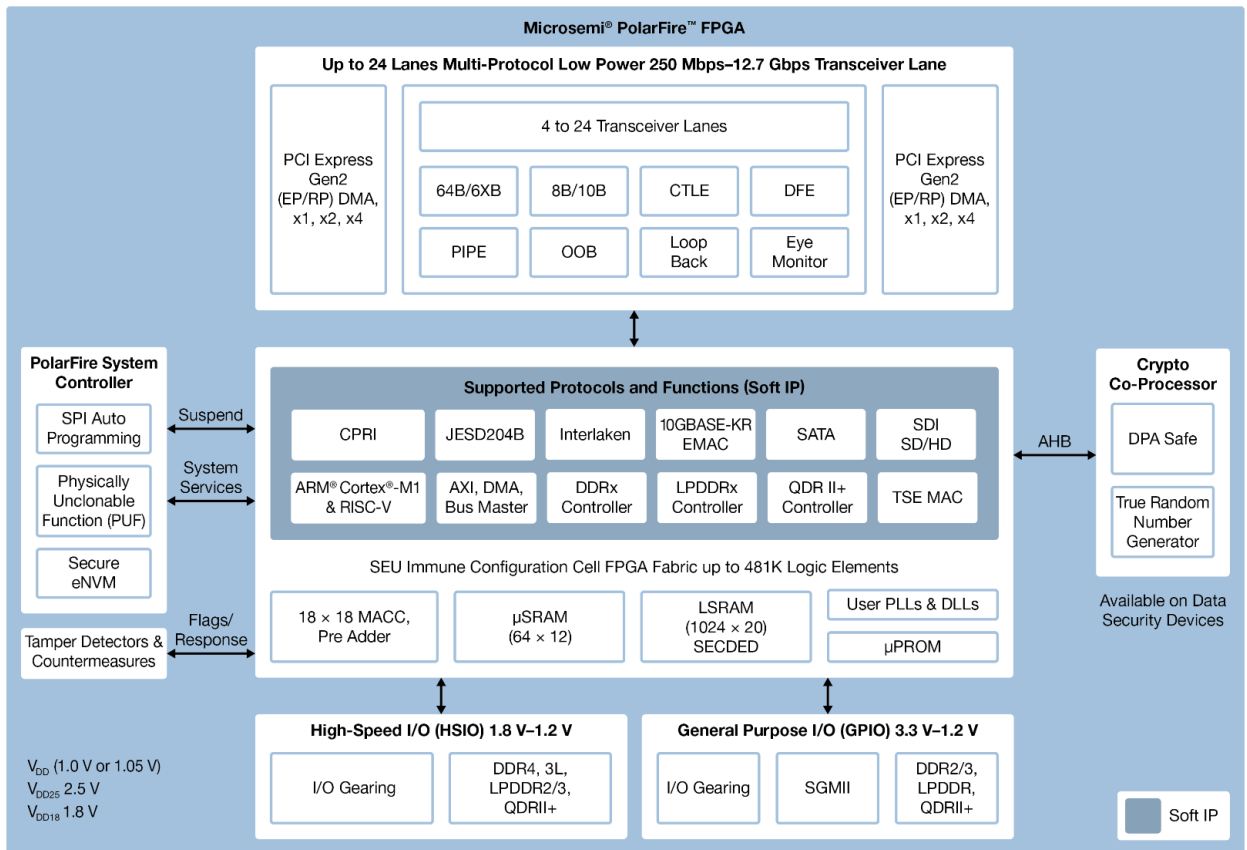 Microsemi® PolarFire™ FPGA
Up to 24 Lanes Multi-Protocol Low Power 250 Mbps–12.7 Gbps Transceiver Lane
PCI Express
Gen2
(EP/RP) DMA,
x1, x2, x4
4 to 24 Transceiver Lanes
64B/6XB
8B/10B
CTLE
DFE
PIPE
OOB
Loop
Back
Eye
Monitor
PCI Express
Gen2
(EP/RP) DMA,
x1, x2, x4
PolarFire System
Controller
SPI Auto
Programming
Physically
Unclonable
Function (PUF)
Secure
eNVM
Tamper Detectors &
Countermeasures
Suspend
System
Services
Flags/
Response
Supported Protocols and Functions (Soft IP)
CPRI
JESD204B
Interlaken
10GBASE-KR
EMAC
SATA
SDI
SD/HD
ARM® Cortex®-M1
& RISC-V
AXI, DMA,
Bus Master
DDRx
Controller
LPDDRx
Controller
QDR II+
Controller
TSE MAC
SEU Immune Configuration Cell FPGA Fabric up to 481K Logic Elements
18 × 18 MACC,
Pre Adder
µSRAM
(64 × 12)
LSRAM
(1024 × 20)
SECDED
User PLLs & DLLs
µPROM
AHB
Crypto
Co-Processor
DPA Safe
True Random
Number
Generator
Available on Data
Security Devices
High-Speed I/O (HSIO) 1.8 V–1.2 V
I/O Gearing
DDR4, 3L,
LPDDR2/3,
QDRII+
General Purpose I/O (GPIO) 3.3 V–1.2 V
I/O Gearing
SGMII
DDR2/3,
LPDDR,
QDRII+
VDD (1.0 V or 1.05 V)
VDD25 2.5 V
VDD18 1.8 V
Soft IP